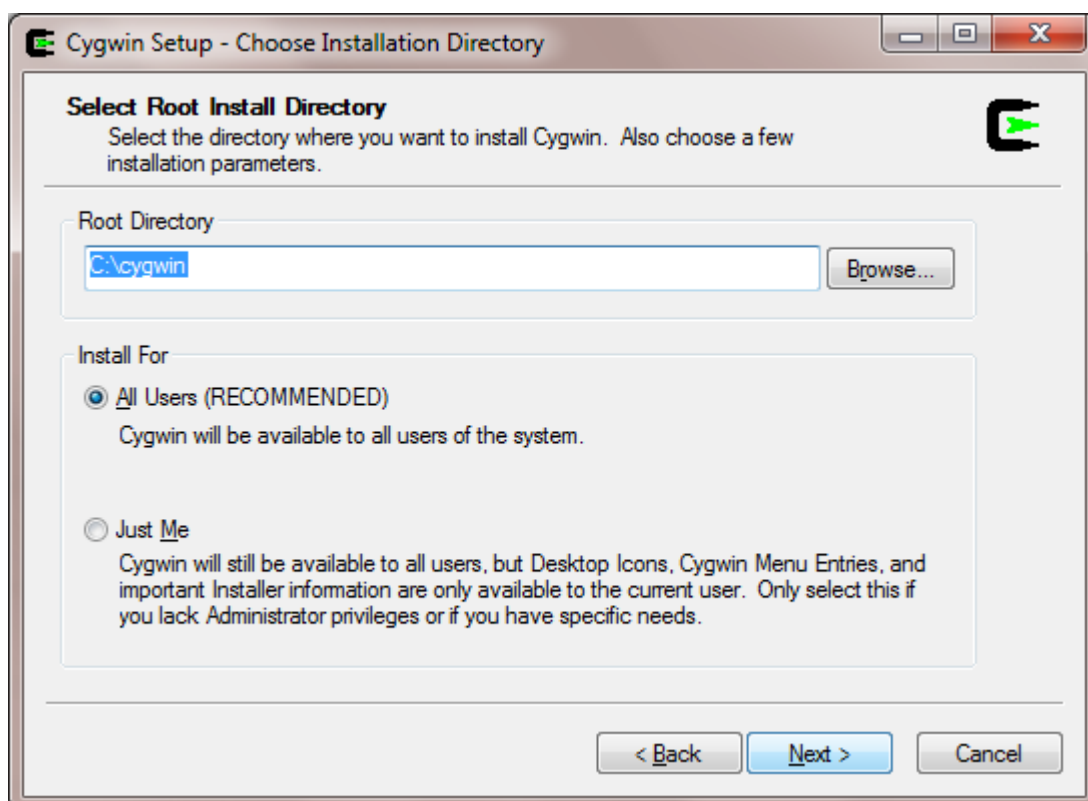 Cygwin Setup - Choose Installation Directory
Select Root Install Directory
Select the directory where you want to install Cygwin. Also choose a few
installation parameters.
Root Directory
C:\cygwin
Browse...
Install For
All Users (RECOMMENDED)
Cygwin will be available to all users of the system.
Just Me
Cygwin will still be available to all users, but Desktop Icons, Cygwin Menu Entries, and
important Installer information are only available to the current user. Only select this if
you lack Administrator privileges or if you have specific needs.
< Back
Next >
Cancel